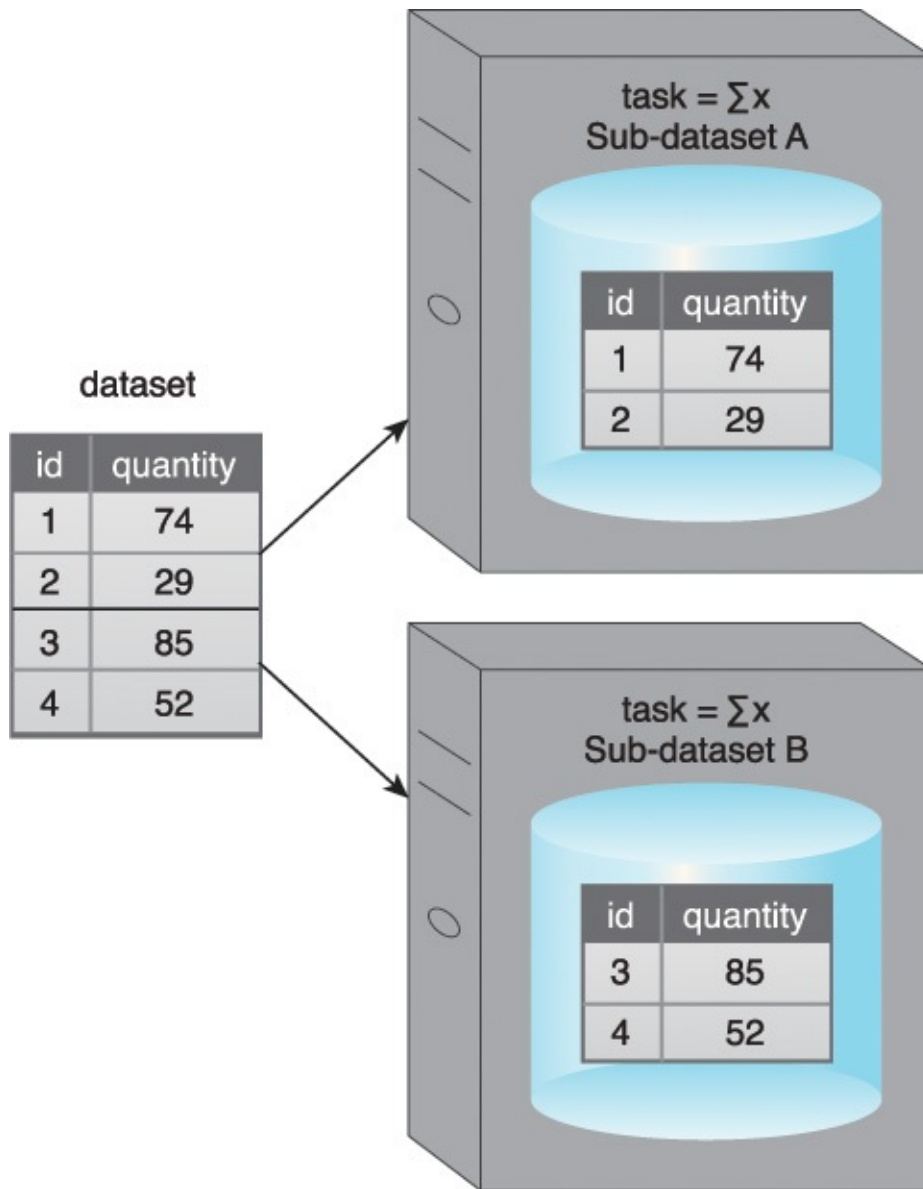 dataset
id quantity
1 74
2 29
3 85
4 52
task = ∑x
Sub-dataset A
id quantity
1 74
2 29
task = ∑x
Sub-dataset B
id quantity
3 85
4 52